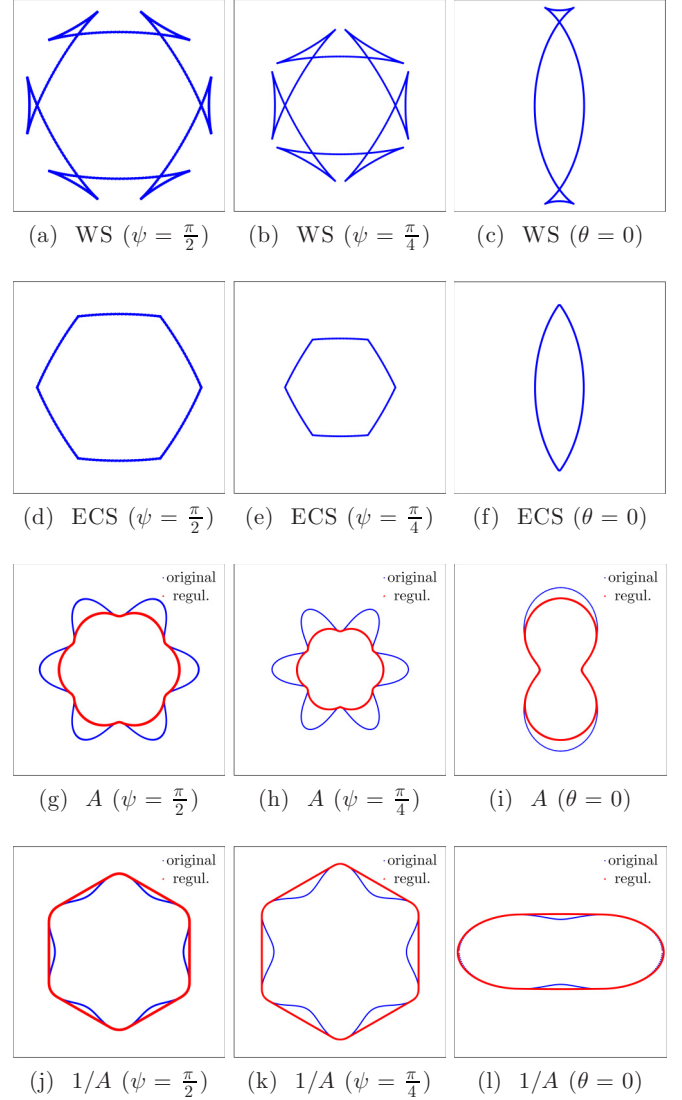 (a) WS (ψ = π/2) (b) WS (ψ = π/4) (c) WS (θ = 0)
(d) ECS (ψ = π/2) (e) ECS (ψ = π/4) (f) ECS (θ = 0)
original original original
regul. regul. regul.
(g) A (ψ = π/2) (h) A (ψ = π/4) (i) A (θ = 0)
original original original
regul. regul. regul.
(j) 1/A (ψ = π/2) (k) 1/A (ψ = π/4) (l) 1/A (θ = 0)